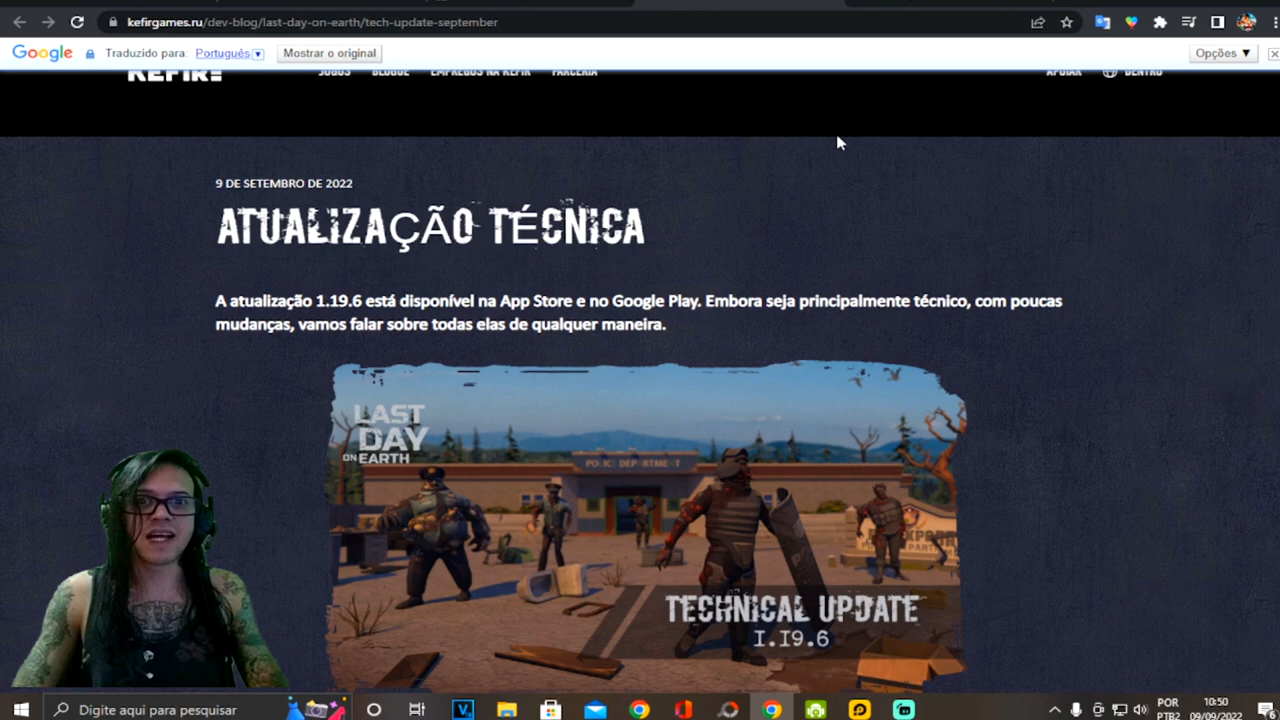 kefirgames.ru/dev-blog/last-day-on-earth/tech-update-september
Google Traduzido para: Português Mostrar o original Opções
KEFIR
JOGOS BLOGUE EMPREGOS NA KEFIR PARCERIA APOIAR DENTRO
9 DE SETEMBRO DE 2022
ATUALIZAÇÃO TÉCNICA
A atualização 1.19.6 está disponível na App Store e no Google Play. Embora seja principalmente técnico, com poucas
mudanças, vamos falar sobre todas elas de qualquer maneira.
LAST
DAY
ON EARTH
TECHNICAL UPDATE
1.19.6
Digite aqui para pesquisar
POR
PTB2
10:50
09/09/2022